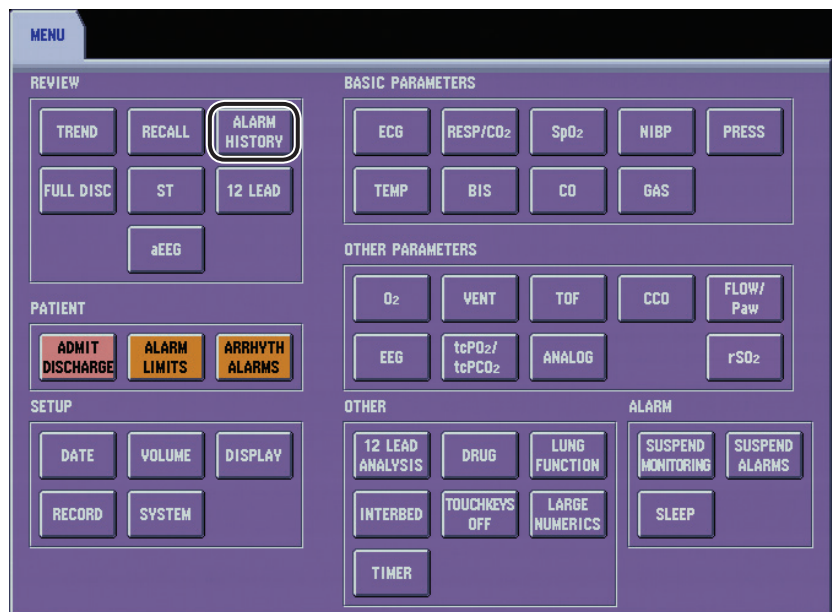 MENU
REVIEW
TREND
RECALL
ALARM
HISTORY
FULL DISC
ST
12 LEAD
aEEG
PATIENT
ADMIT
DISCHARGE
ALARM
LIMITS
ARRHYTH
ALARMS
SETUP
DATE
VOLUME
DISPLAY
RECORD
SYSTEM
BASIC PARAMETERS
ECG
RESP/CO2
SpO2
NIBP
PRESS
TEMP
BIS
CO
GAS
OTHER PARAMETERS
O2
VENT
TOF
CCO
FLOW/
Paw
EEG
tcPO2/
tcPCO2
ANALOG
rSO2
OTHER
12 LEAD
ANALYSIS
DRUG
LUNG
FUNCTION
INTERBED
TOUCHKEYS
OFF
LARGE
NUMERICS
TIMER
ALARM
SUSPEND
MONITORING
SUSPEND
ALARMS
SLEEP